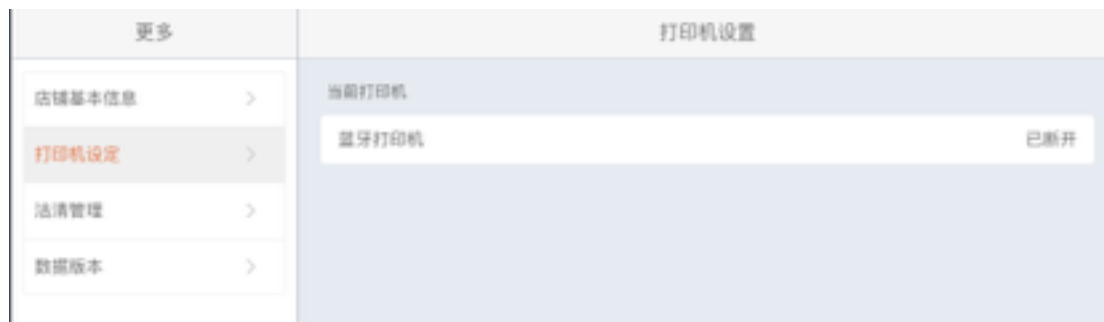 更多
店铺基本信息
打印机设定
沽清管理
数据版本
打印机设置
当前打印机
蓝牙打印机 已断开